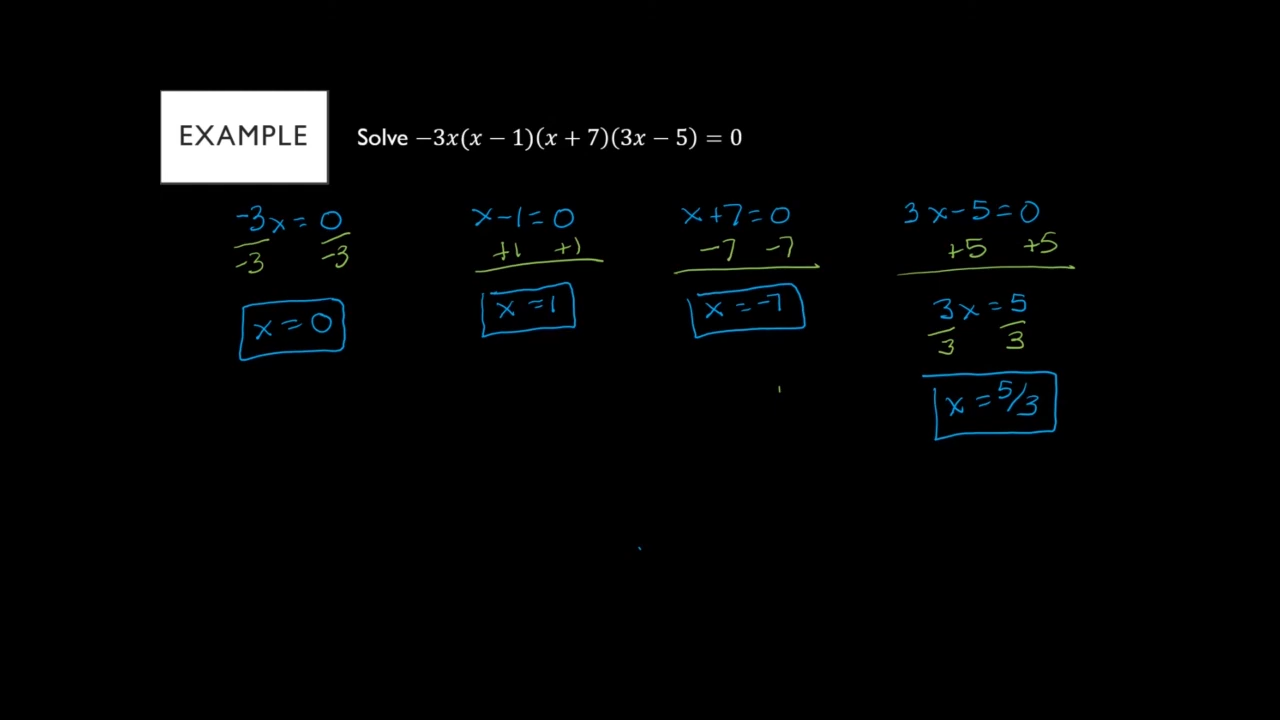 EXAMPLE
Solve −3x(x − 1)(x + 7)(3x − 5) = 0
-3x = 0
-3 -3
x = 0
x-1 = 0
+1 +1
x = 1
x+7 = 0
-7 -7
x = -7
3x-5 = 0
+5 +5
3x = 5
3 3
x = 5/3